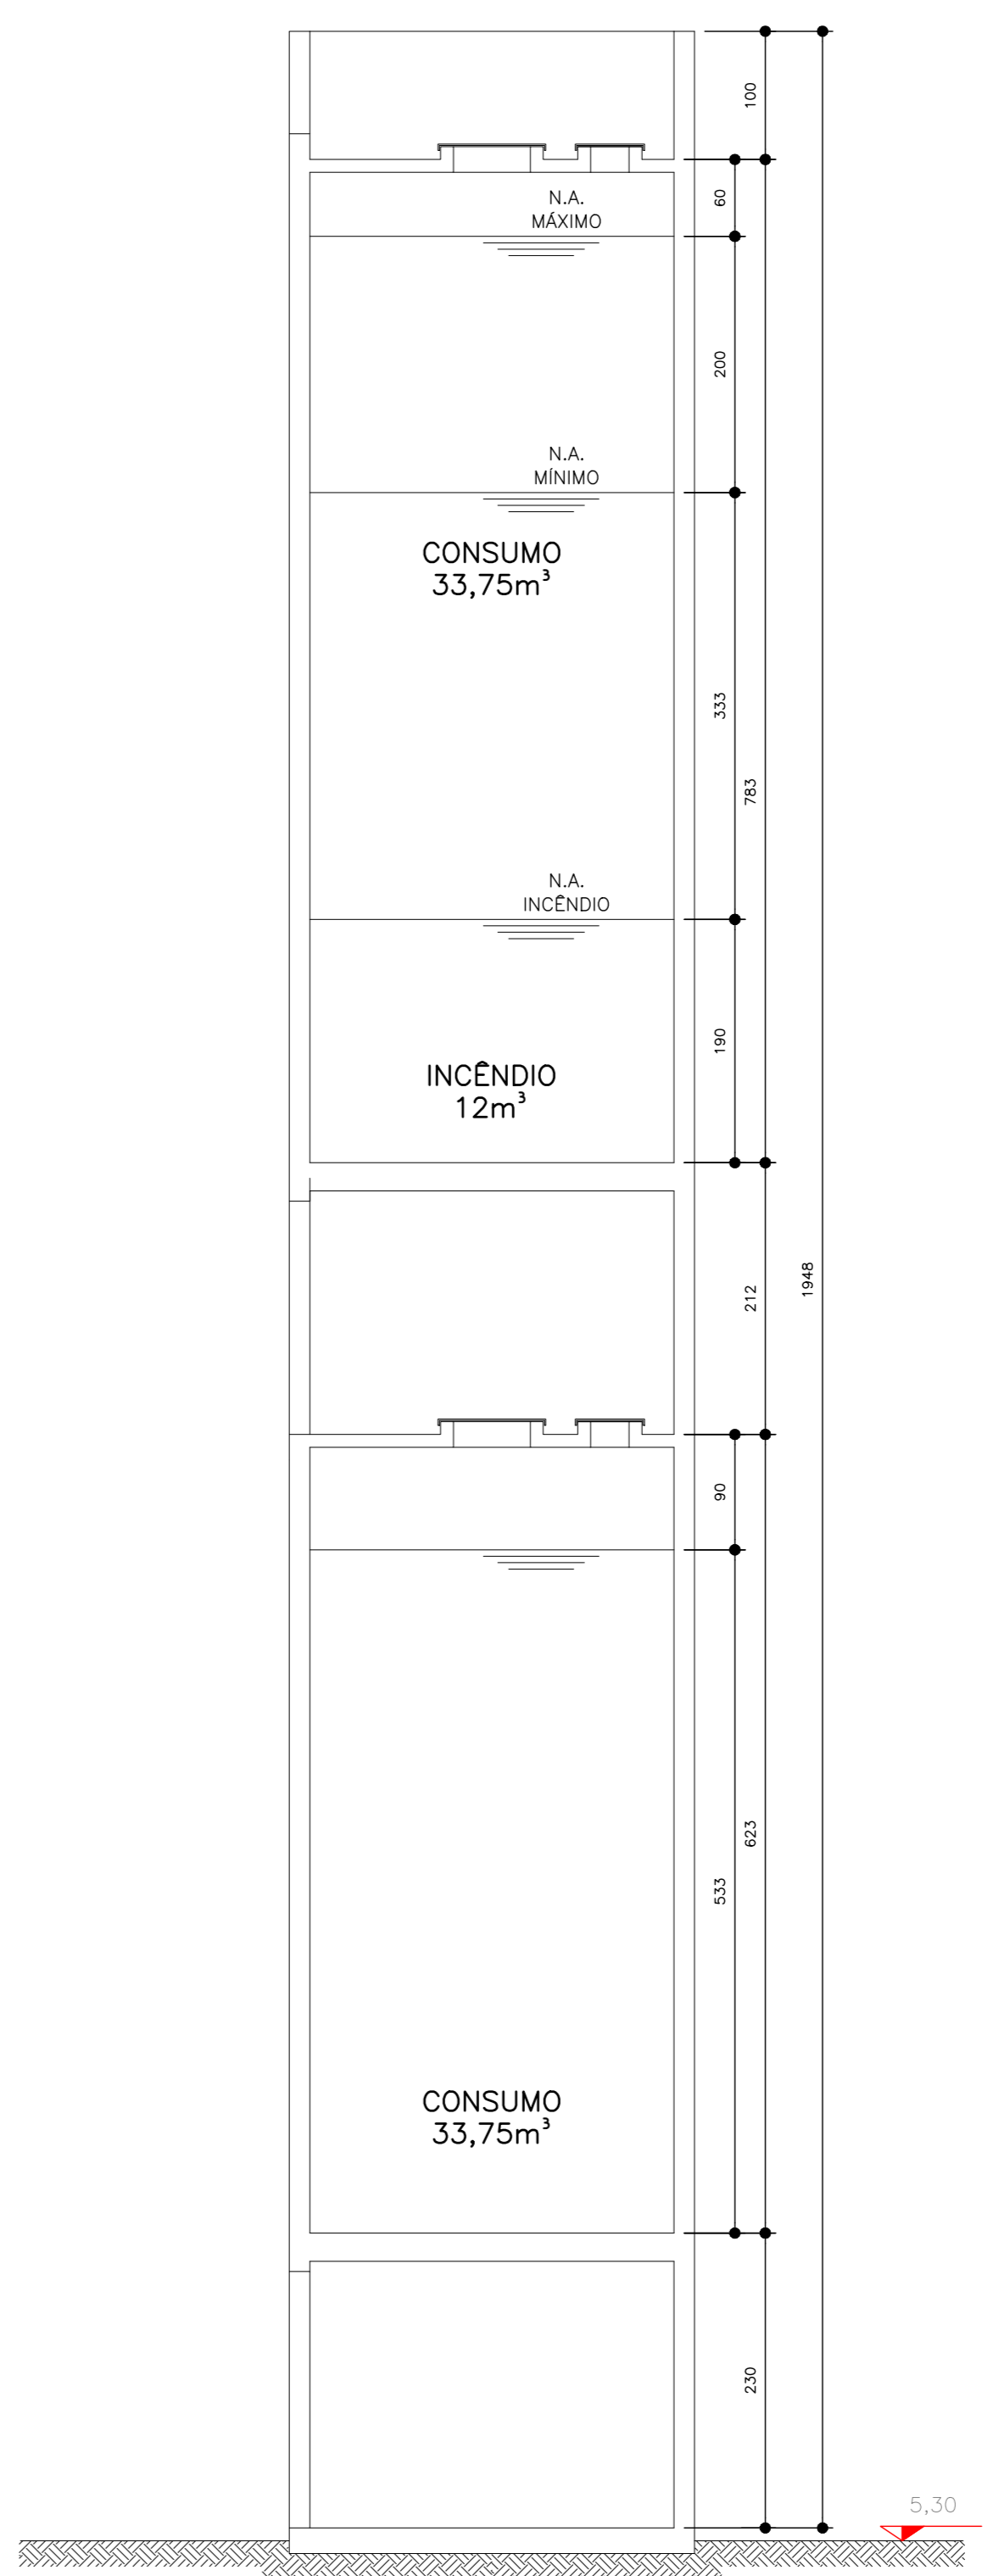 100
60
N.A.
MÁXIMO
200
N.A.
MÍNIMO
CONSUMO
33,75m³
333
783
N.A.
INCÊNDIO
190
INCÊNDIO
12m³
212
1948
90
623
533
CONSUMO
33,75m³
230
5,30